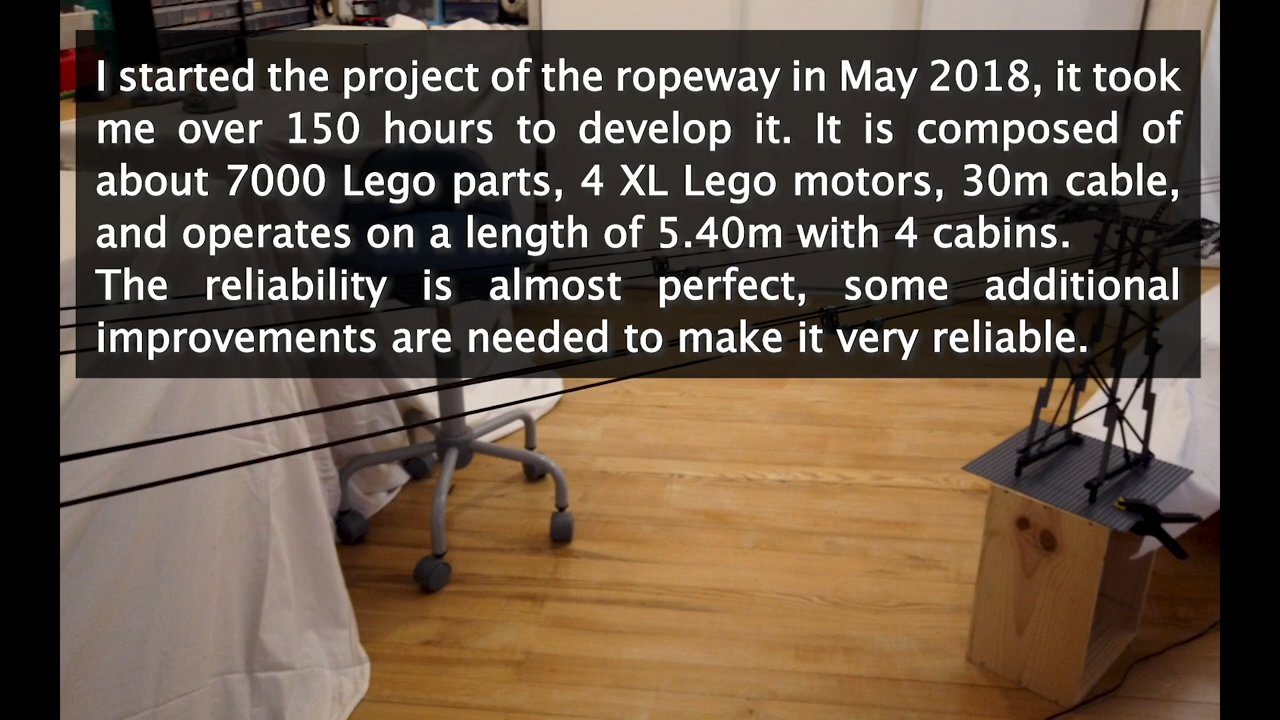 I started the project of the ropeway in May 2018, it took
me over 150 hours to develop it. It is composed of
about 7000 Lego parts, 4 XL Lego motors, 30m cable,
and operates on a length of 5.40m with 4 cabins.
The reliability is almost perfect, some additional
improvements are needed to make it very reliable.